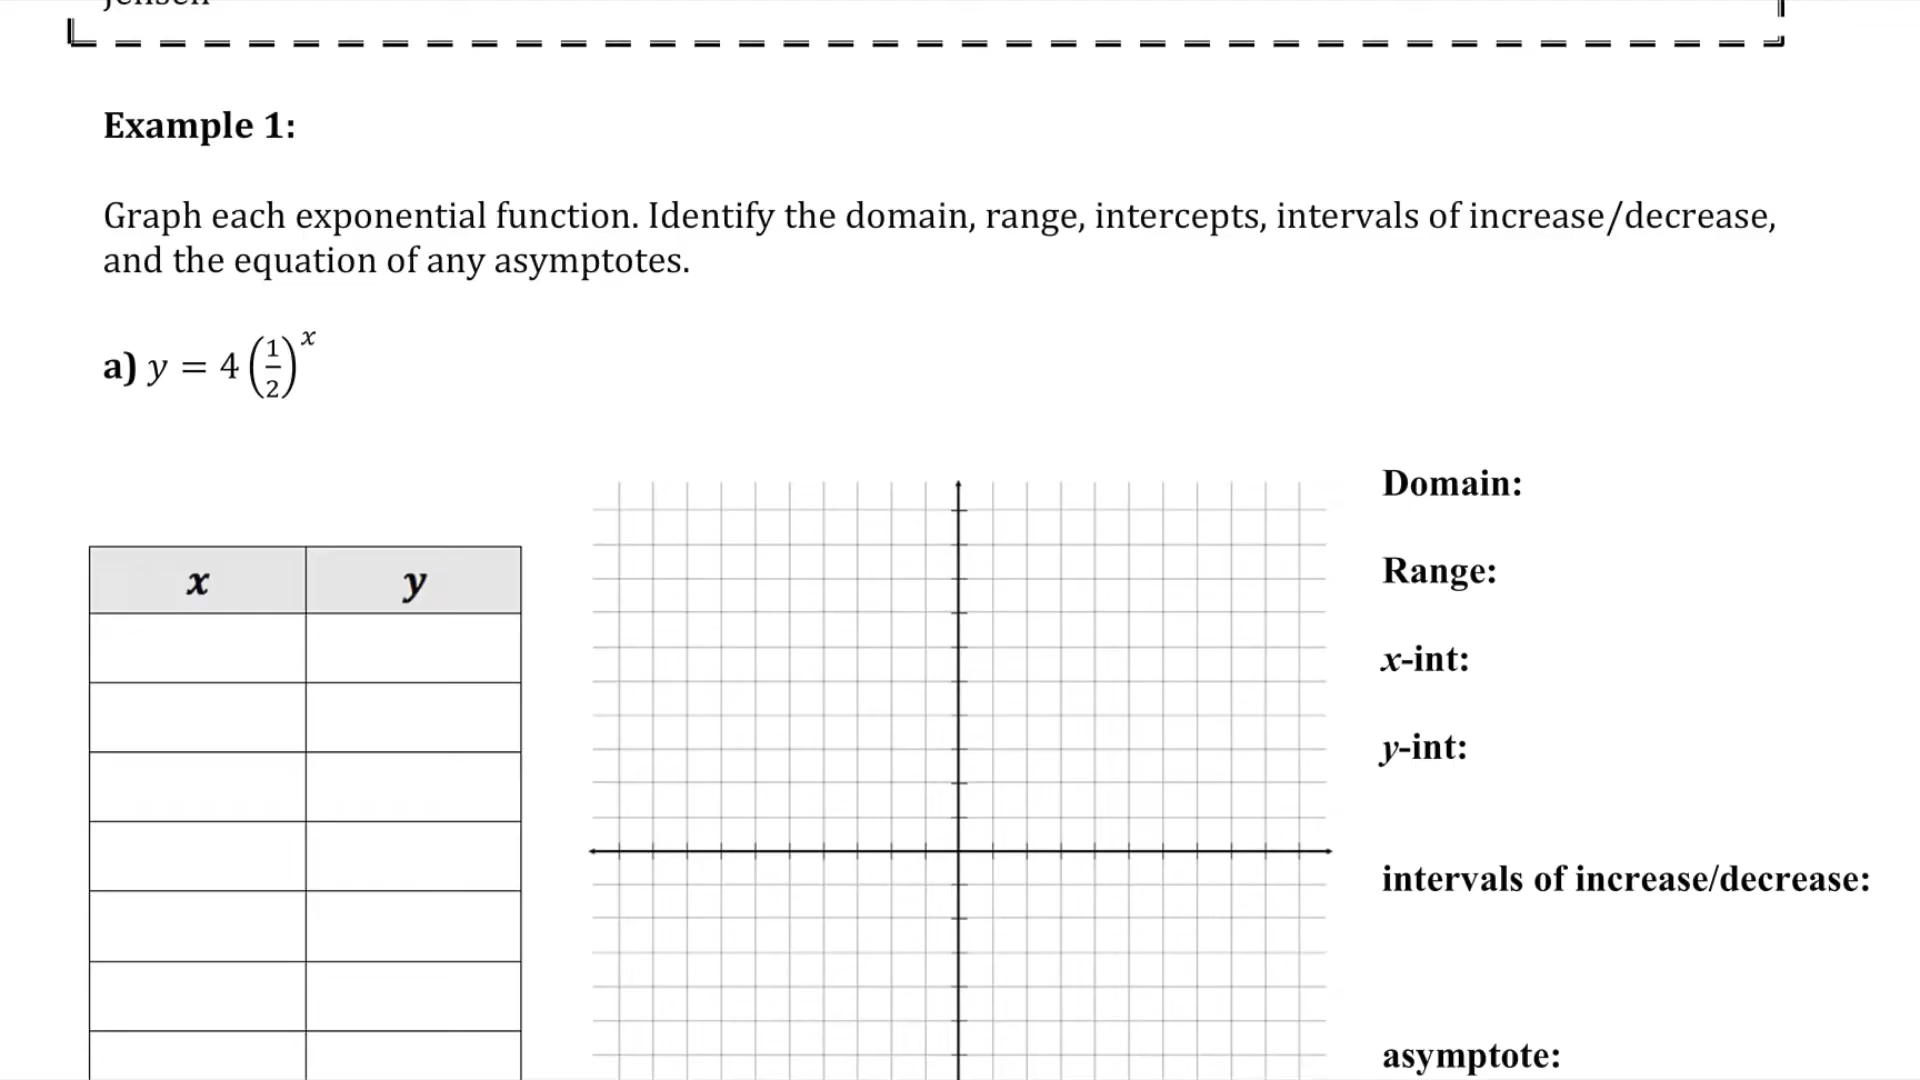 Jensen
Example 1:
Graph each exponential function. Identify the domain, range, intercepts, intervals of increase/decrease,
and the equation of any asymptotes.
a) y = 4(1/2)^x
x y
Domain:
Range:
x-int:
y-int:
intervals of increase/decrease:
asymptote: